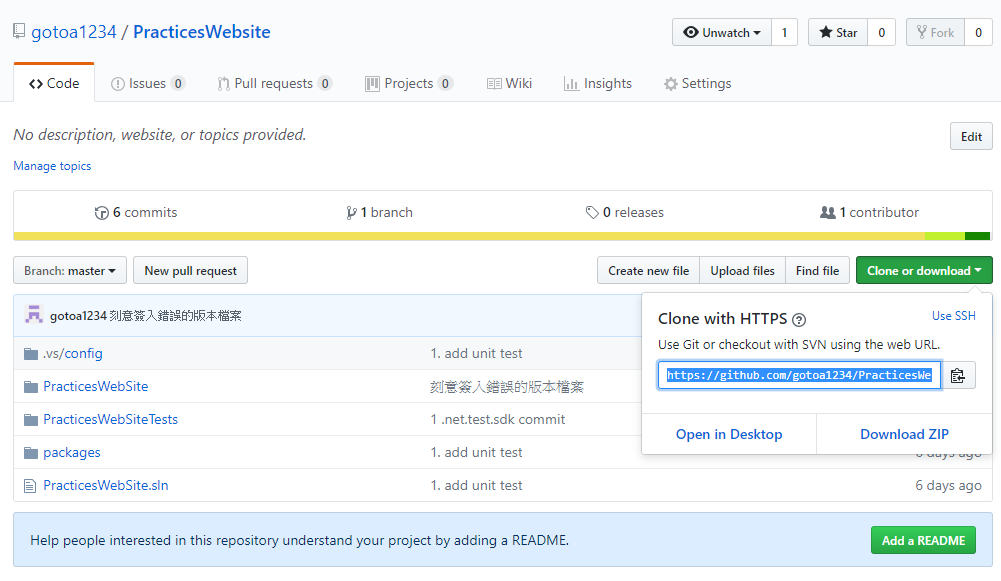 gotoa1234 / PracticesWebsite
Unwatch 1 Star 0 Fork 0
Code Issues 0 Pull requests 0 Projects 0 Wiki Insights Settings
No description, website, or topics provided.
Edit
Manage topics
6 commits 1 branch 0 releases 1 contributor
Branch: master New pull request Create new file Upload files Find file Clone or download
gotoa1234 刻意簽入錯誤的版本檔案
.vs/config 1. add unit test
PracticesWebSite 刻意簽入錯誤的版本檔案
PracticesWebSiteTests 1 .net.test.sdk commit
packages 1. add unit test 6 days ago
PracticesWebSite.sln 1. add unit test 6 days ago
Clone with HTTPS ?
Use SSH
Use Git or checkout with SVN using the web URL.
https://github.com/gotoa1234/PracticesWe
Open in Desktop Download ZIP
Help people interested in this repository understand your project by adding a README.
Add a README